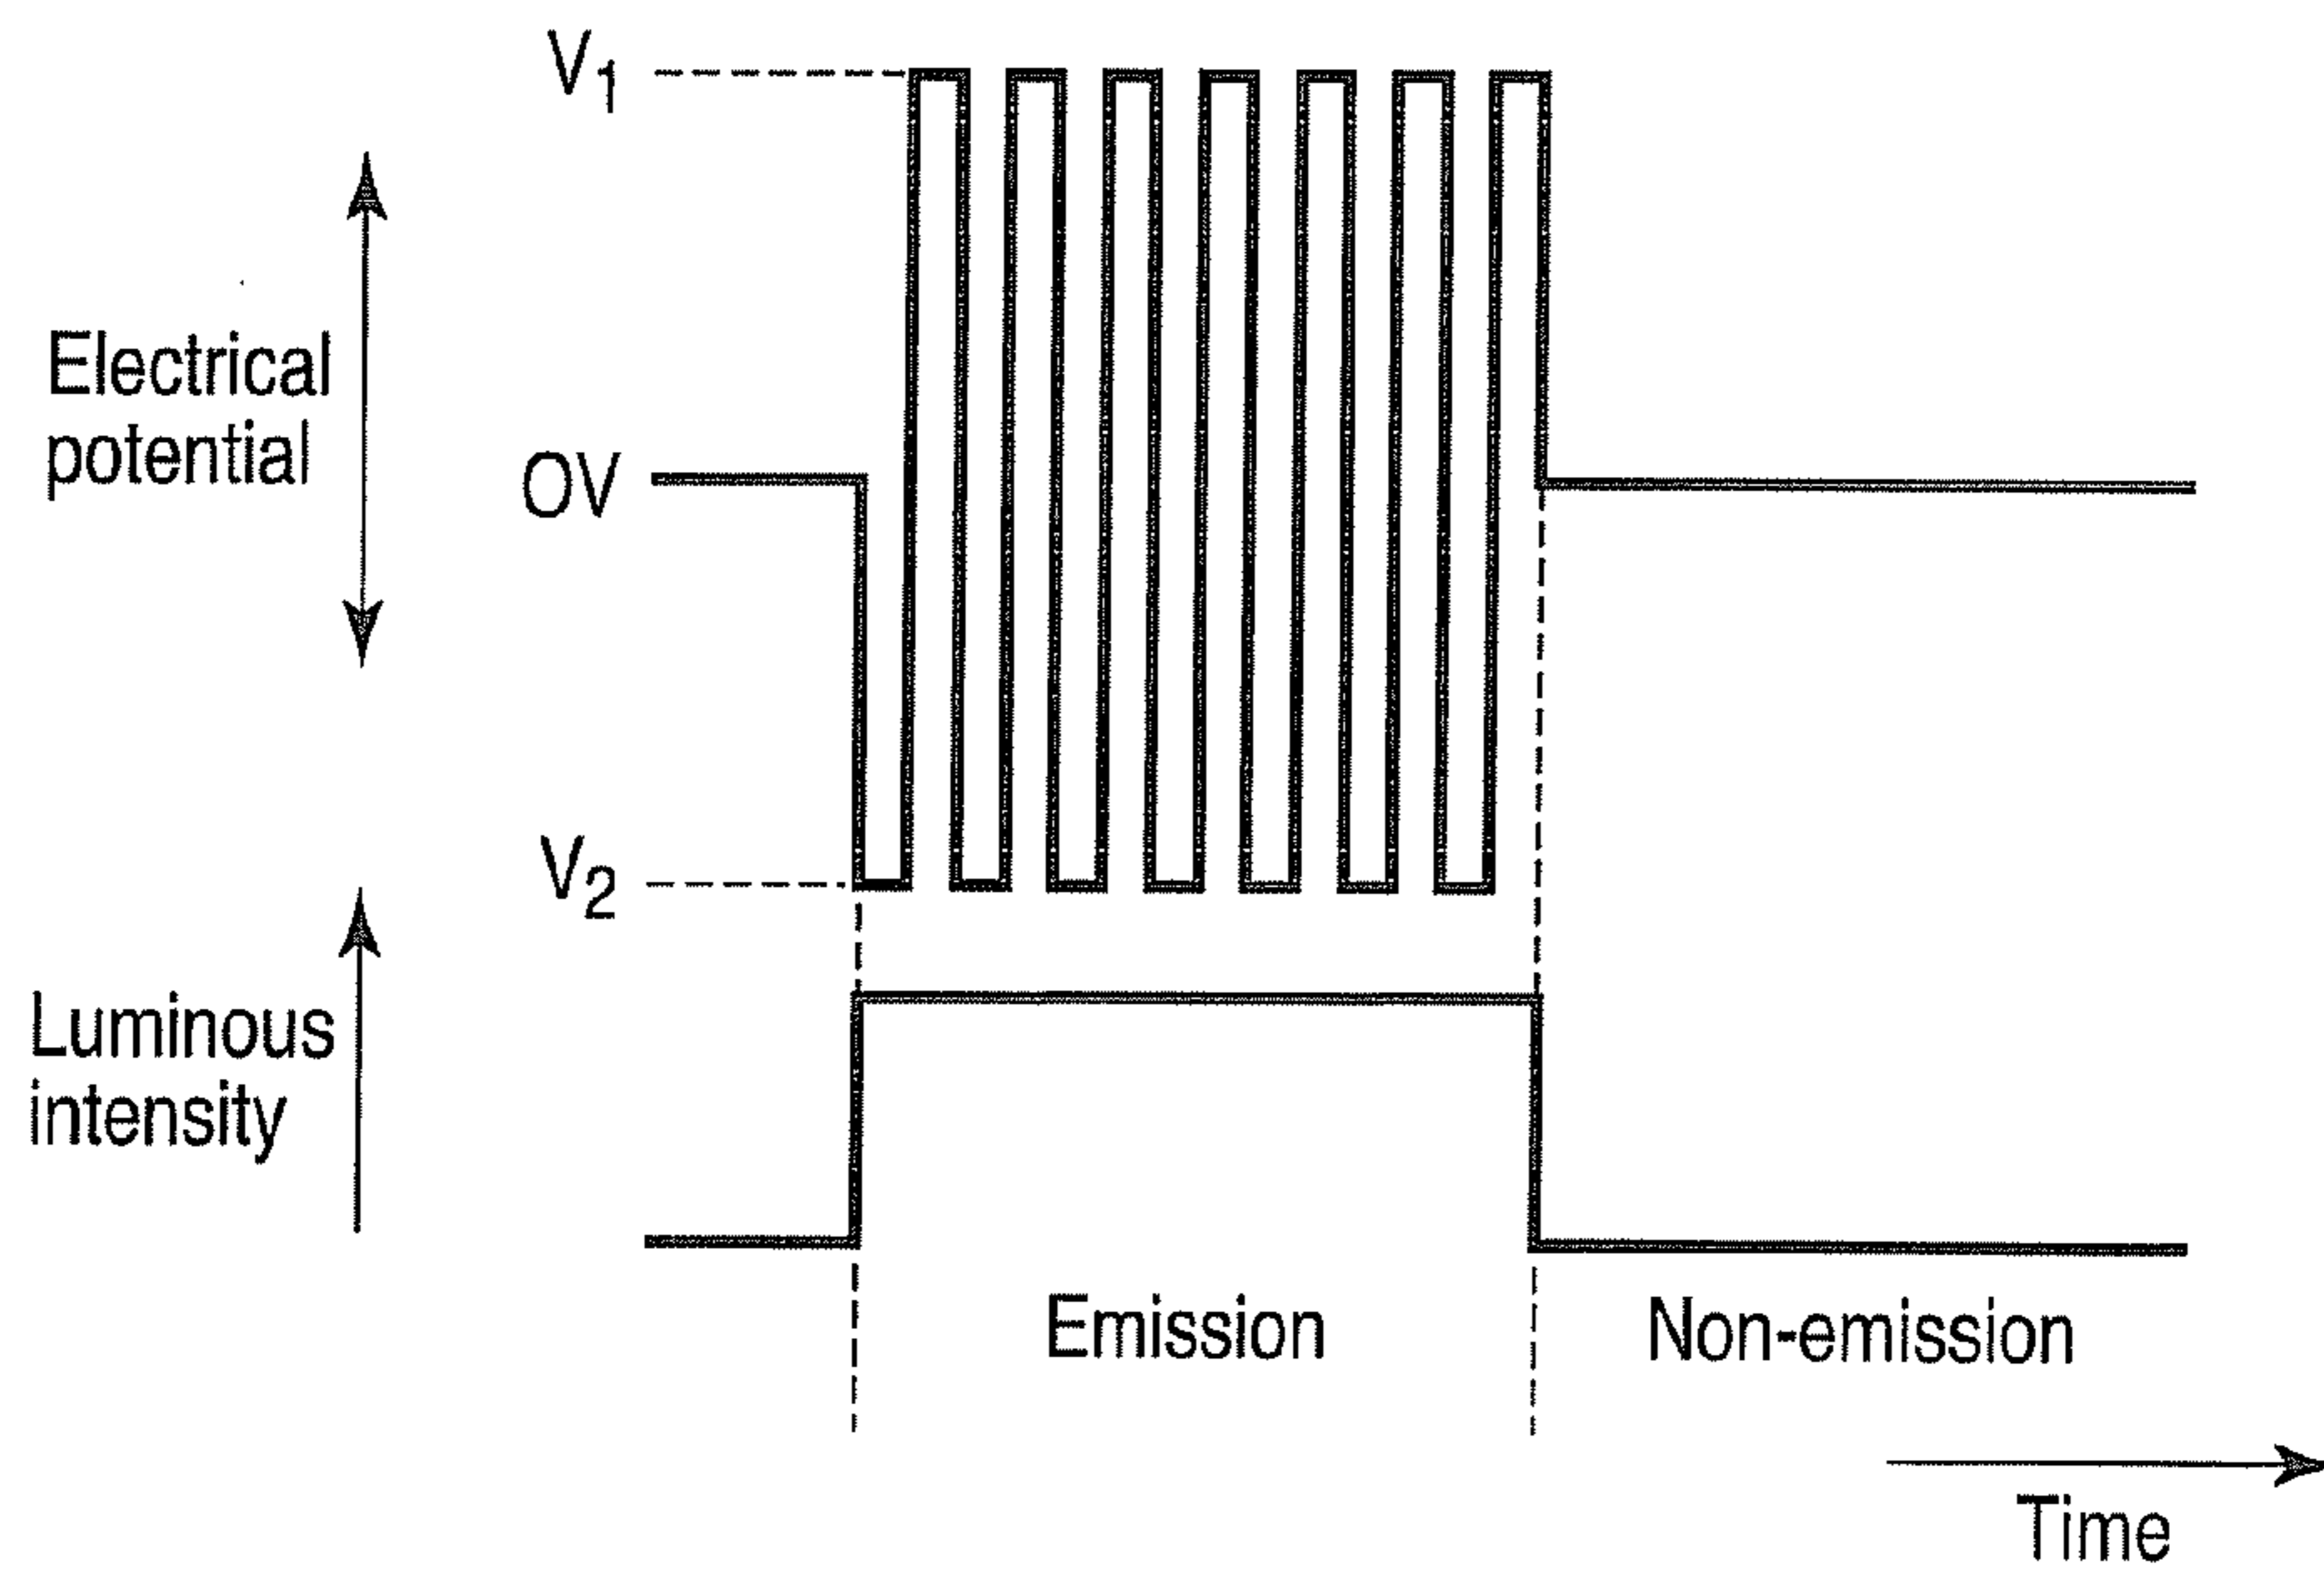 V1
Electrical
potential
OV
V2
Luminous
intensity
Emission
Non-emission
Time